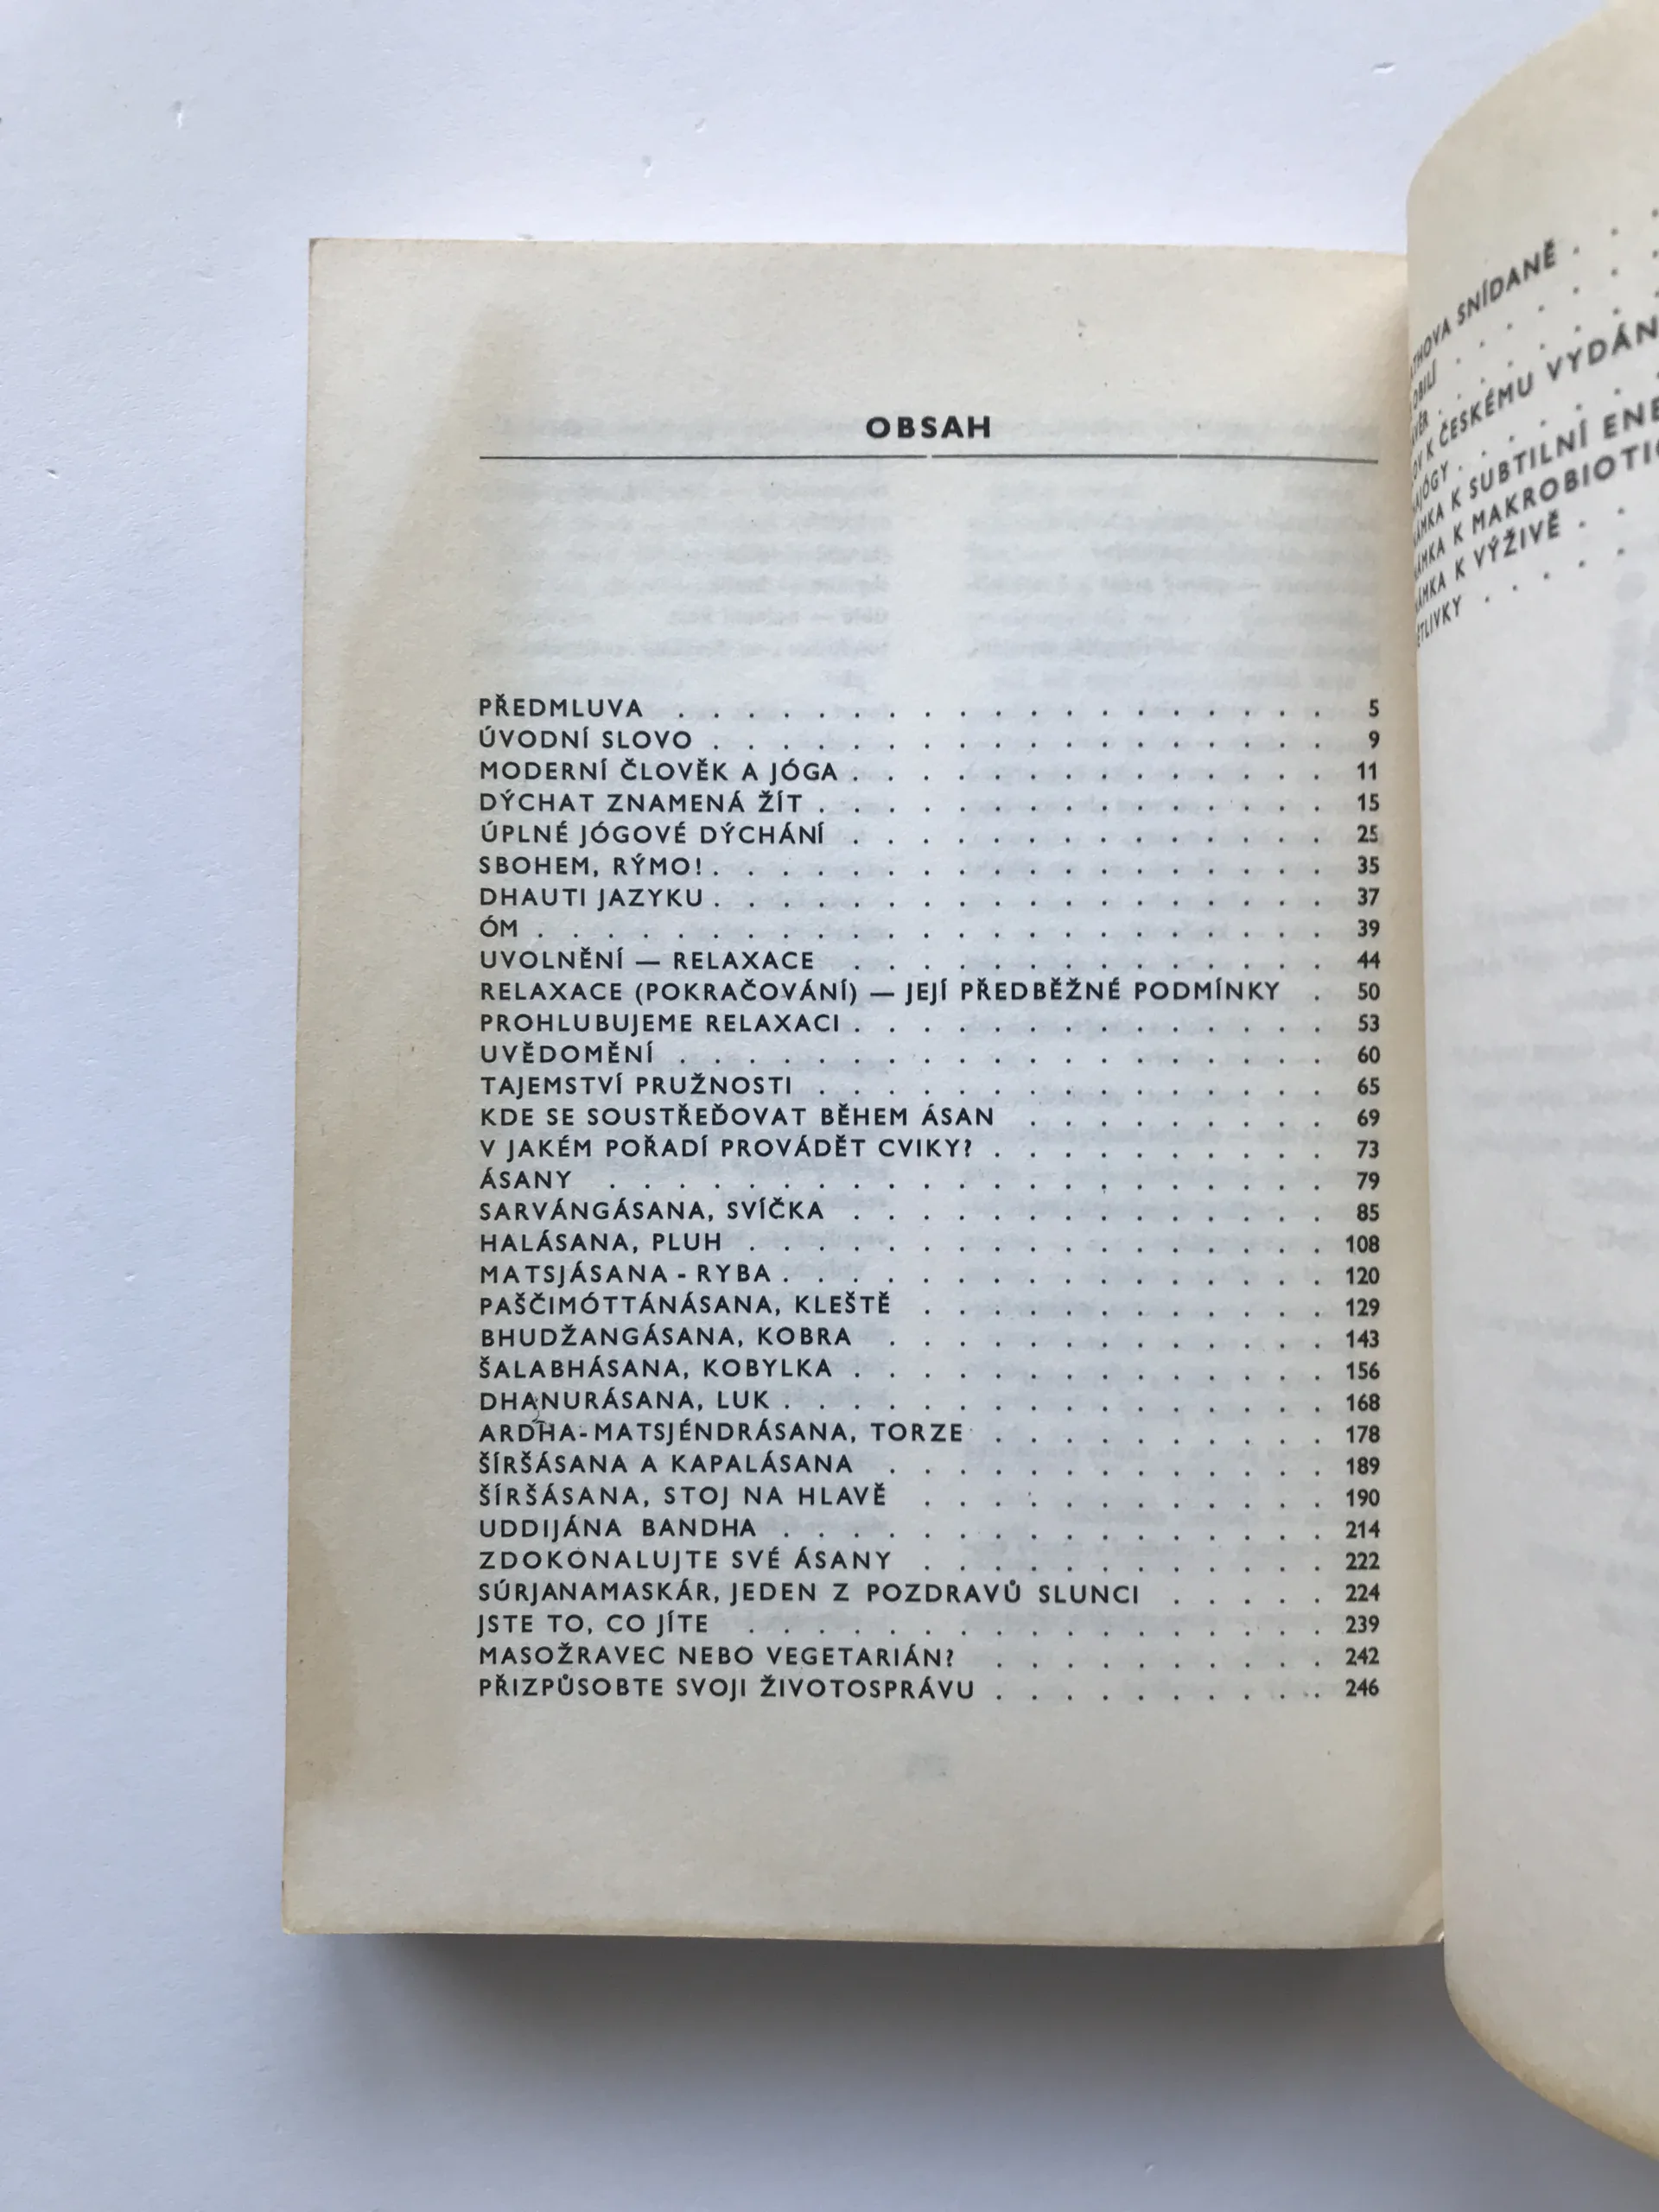 OBSAH
PŘEDMLUVA . . . . . . . . . . . . . . . . . . . 5
ÚVODNÍ SLOVO . . . . . . . . . . . . . . . . . . 9
MODERNÍ ČLOVĚK A JÓGA . . . . . . . . . . . . . . 11
DÝCHAT ZNAMENÁ ŽÍT . . . . . . . . . . . . . . . 15
ÚPLNÉ JÓGOVÉ DÝCHÁNÍ . . . . . . . . . . . . . . 25
SBOHEM, RÝMO! . . . . . . . . . . . . . . . . . . 35
DHAUTI JAZYKU . . . . . . . . . . . . . . . . . . 37
ÓM . . . . . . . . . . . . . . . . . . . . . . . 39
UVOLNĚNÍ — RELAXACE . . . . . . . . . . . . . . 44
RELAXACE (POKRAČOVÁNÍ) — JEJÍ PŘEDBĚŽNÉ PODMÍNKY . 50
PROHLUBUJEME RELAXACI . . . . . . . . . . . . . . 53
UVĚDOMĚNÍ . . . . . . . . . . . . . . . . . . . 60
TAJEMSTVÍ PRUŽNOSTI . . . . . . . . . . . . . . . 65
KDE SE SOUSTŘEĎOVAT BĚHEM ÁSAN . . . . . . . . . 69
V JAKÉM POŘADÍ PROVÁDĚT CVIKY? . . . . . . . . . . 73
ÁSANY . . . . . . . . . . . . . . . . . . . . . 79
SARVÁNGÁSANA, SVÍČKA . . . . . . . . . . . . . . 85
HALÁSANA, PLUH . . . . . . . . . . . . . . . . . 108
MATSJÁSANA - RYBA . . . . . . . . . . . . . . . . 120
PAŠČIMÓTTÁNÁSANA, KLEŠTĚ . . . . . . . . . . . . 129
BHUDŽANGÁSANA, KOBRA . . . . . . . . . . . . . 143
ŠALABHÁSANA, KOBYLKA . . . . . . . . . . . . . . 156
DHANURÁSANA, LUK . . . . . . . . . . . . . . . . 168
ARDHA-MATSJÉNDRÁSANA, TORZE . . . . . . . . . . 178
ŠÍRŠÁSANA A KAPALÁSANA . . . . . . . . . . . . . 189
ŠÍRŠÁSANA, STOJ NA HLAVĚ . . . . . . . . . . . . 190
UDDIJÁNA BANDHA . . . . . . . . . . . . . . . . 214
ZDOKONALUJTE SVÉ ÁSANY . . . . . . . . . . . . 222
SÚRJANAMASKÁR, JEDEN Z POZDRAVŮ SLUNCI . . . . . 224
JSTE TO, CO JÍTE . . . . . . . . . . . . . . . . . 239
MASOŽRAVEC NEBO VEGETARIÁN? . . . . . . . . . . 242
PŘIZPŮSOBTE SVOJI ŽIVOTOSPRÁVU . . . . . . . . . . 246
SNÍDANĚ . .
K ČESKÉMU
K SUBTILNÍ
K
K VÝŽIVĚ . .